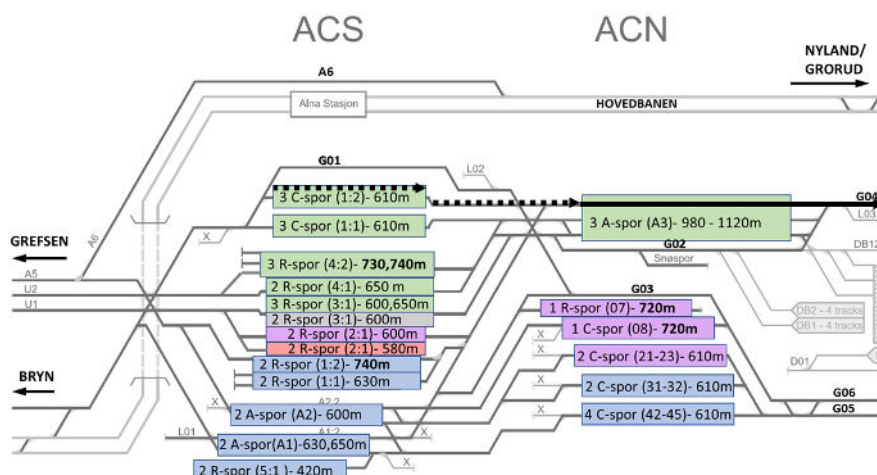 ACS
ACN
NYLAND/
GRORUD
A6
Alna Stasjon
HOVEDBANEN
G01
L02
3 C-spor (1:2)- 610m
G04
3 C-spor (1:1)- 610m
3 A-spor (A3)- 980 - 1120m
L03
X
A6
GREFSEN
G02
DB12
Snøspor
3 R-spor (4:2)- 730,740m
A5
2 R-spor (4:1)- 650 m
U2
G03
3 R-spor (3:1)- 600,650m
U1
1 R-spor (07)- 720m
DB2 - 4 tracks
2 R-spor (3:1)- 600m
1 C-spor (08)- 720m
DB1 - 4 tracks
2 R-spor (2:1)- 600m
X
2 R-spor (2:1)- 580m
X
2 C-spor (21-23)- 610m
D01
2 R-spor (1:2)- 740m
BRYN
2 R-spor (1:1)- 630m
X
2 C-spor (31-32)- 610m
G06
X
2 A-spor (A2)- 600m
A2:2
X
4 C-spor (42-45)- 610m
G05
L01
2 A-spor(A1)-630,650m
A1:2
X
2 R-spor (5:1 )- 420m
X